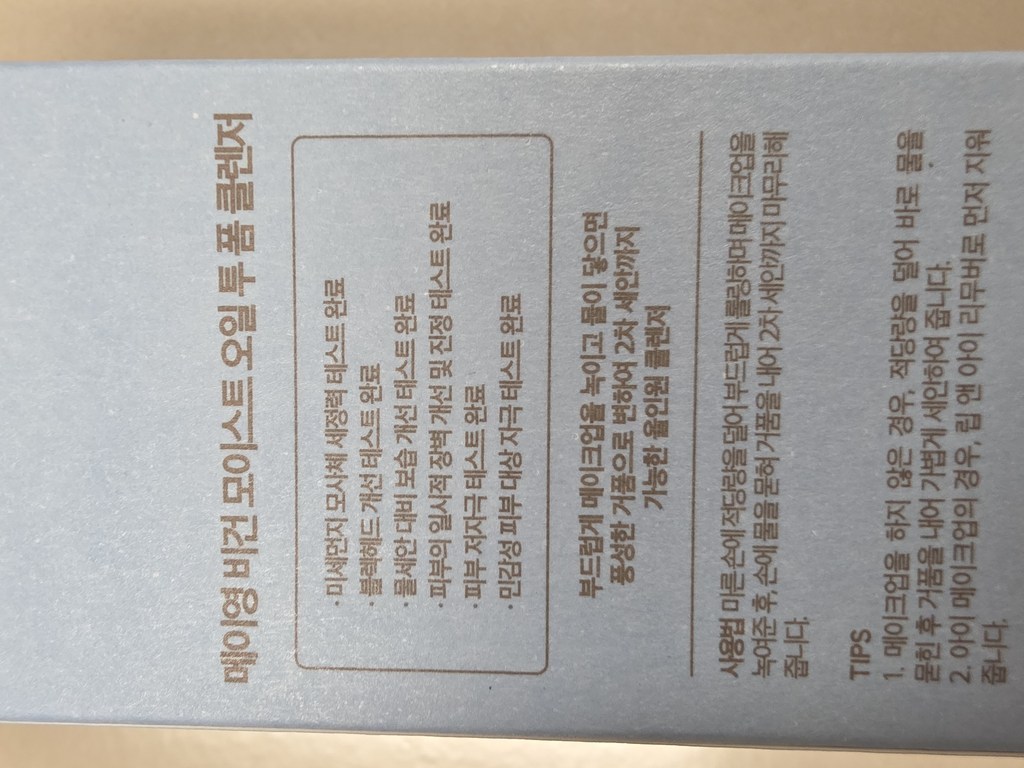 메이영 비건 모이스트 오일 투 폼 클렌저
· 미세먼지 모사체 세정력 테스트 완료
· 블랙헤드 개선 테스트 완료
· 물세안 대비 보습 개선 테스트 완료
· 피부의 일시적 장벽 개선 및 진정 테스트 완료
· 피부 저자극 테스트 완료
· 민감성 피부 대상 자극 테스트 완료
부드럽게 메이크업을 녹이고 물이 닿으면
풍성한 거품으로 변하여 2차 세안까지
가능한 올인원 클렌저
사용법 마른 손에 적당량을 덜어 부드럽게 롤링하며 메이크업을
녹여준 후, 손에 물을 묻혀 거품을 내어 2차 세안까지 마무리해
줍니다.
TIPS
1. 메이크업을 하지 않은 경우, 적당량을 덜어 바로 물을
묻힌 후 거품을 내어 가볍게 세안하여 줍니다.
2. 아이 메이크업의 경우, 립 앤 아이 리무버로 먼저 지워
줍니다.